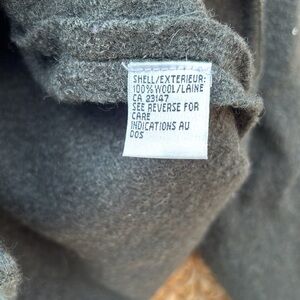 SHELL/EXTERIEUR:
100% WOOL/LAINE
CA 23147
SEE REVERSE FOR
CARE
INDICATIONS AU
DOS